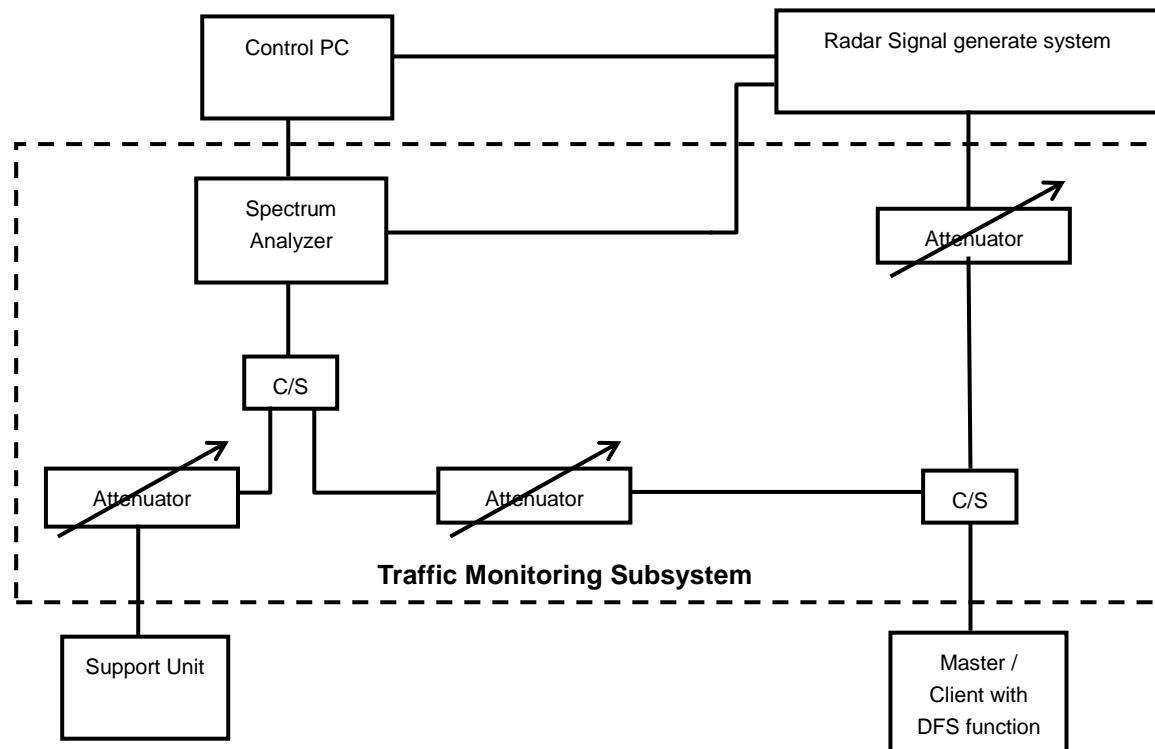 Control PC
Radar Signal generate system
Spectrum
Analyzer
Attenuator
C/S
Attenuator
Attenuator
C/S
Traffic Monitoring Subsystem
Support Unit
Master /
Client with
DFS function